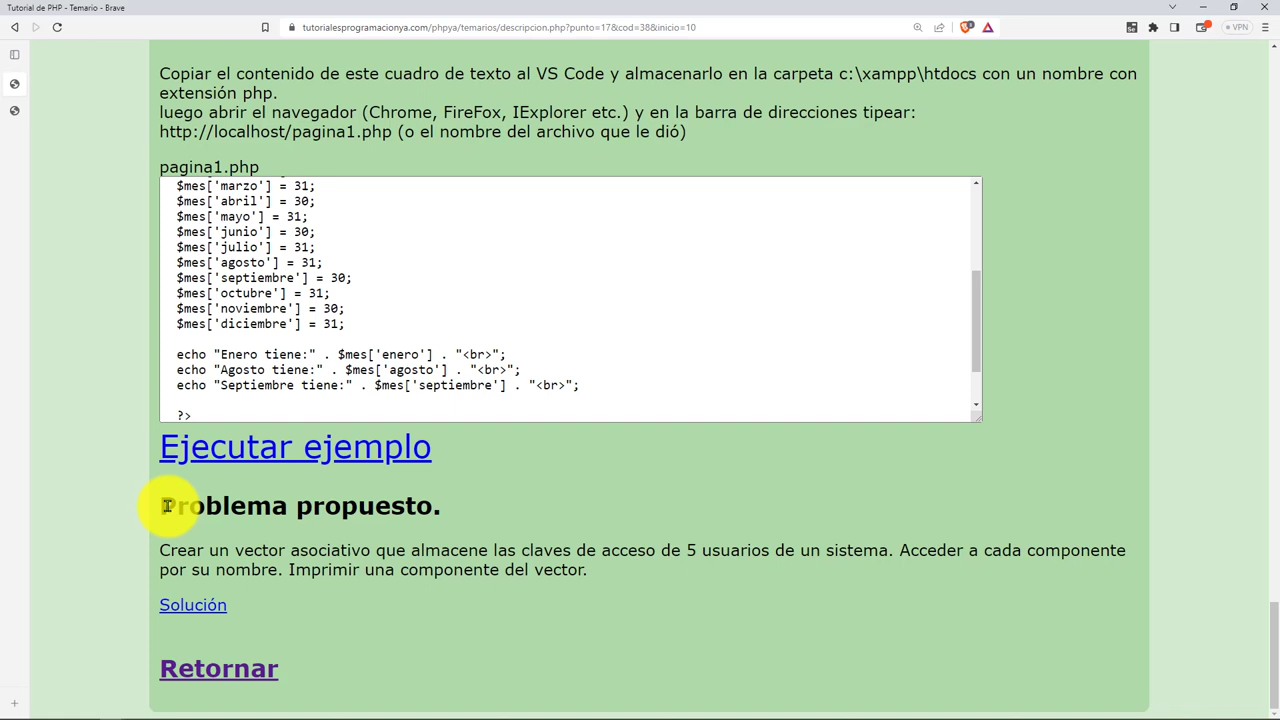 Tutorial de PHP - Temario - Brave
tutorialesprogramacionya.com/phpya/temarios/descripcion.php?punto=17&cod=38&inicio=10
VPN
Copiar el contenido de este cuadro de texto al VS Code y almacenarlo en la carpeta c:\xampp\htdocs con un nombre con
extensión php.
luego abrir el navegador (Chrome, FireFox, IExplorer etc.) y en la barra de direcciones tipear:
http://localhost/pagina1.php (o el nombre del archivo que le dió)
pagina1.php
$mes['marzo'] = 31;
$mes['abril'] = 30;
$mes['mayo'] = 31;
$mes['junio'] = 30;
$mes['julio'] = 31;
$mes['agosto'] = 31;
$mes['septiembre'] = 30;
$mes['octubre'] = 31;
$mes['noviembre'] = 30;
$mes['diciembre'] = 31;
echo "Enero tiene:" . $mes['enero'] . "<br>";
echo "Agosto tiene:" . $mes['agosto'] . "<br>";
echo "Septiembre tiene:" . $mes['septiembre'] . "<br>";
?>
Ejecutar ejemplo
Problema propuesto.
Crear un vector asociativo que almacene las claves de acceso de 5 usuarios de un sistema. Acceder a cada componente
por su nombre. Imprimir una componente del vector.
Solución
Retornar